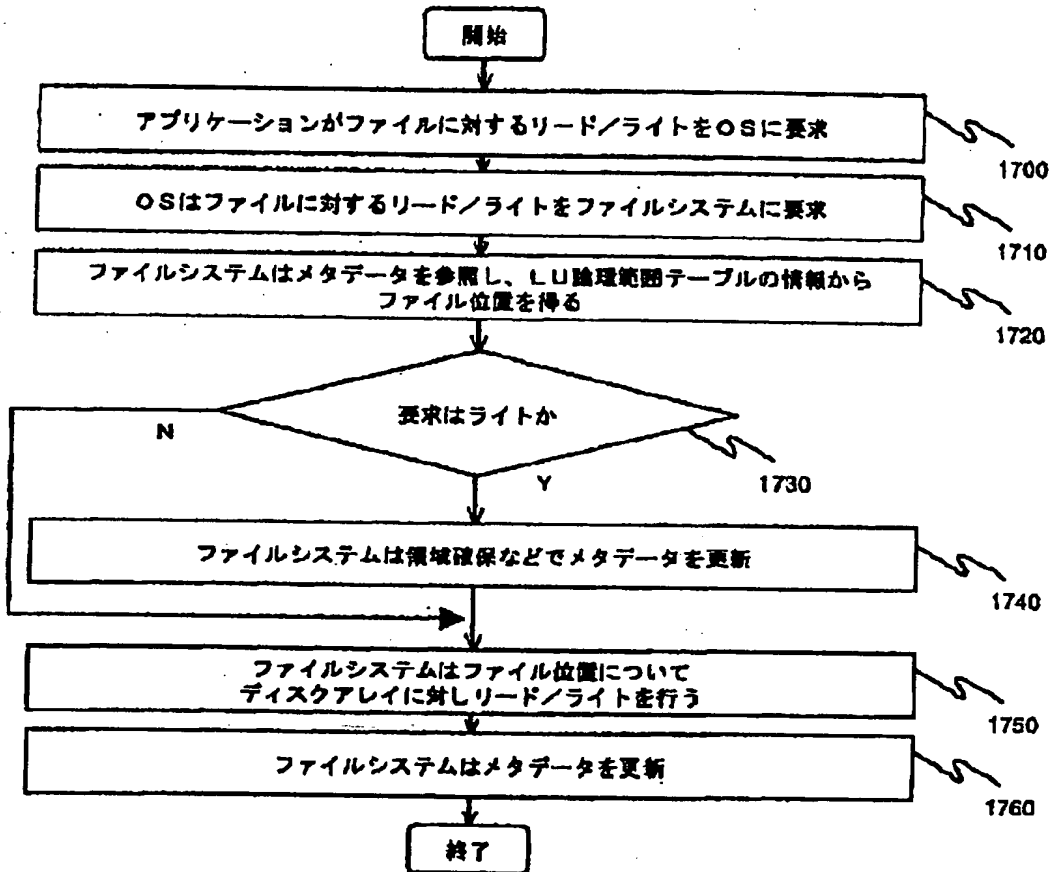 開始
アプリケーションがファイルに対するリード/ライトをOSに要求
1700
OSはファイルに対するリード/ライトをファイルシステムに要求
1710
ファイルシステムはメタデータを参照し、LU論理範囲テーブルの情報から
ファイル位置を得る
1720
要求はライトか
N
Y
1730
ファイルシステムは領域確保などでメタデータを更新
1740
ファイルシステムはファイル位置について
ディスクアレイに対しリード/ライトを行う
1750
ファイルシステムはメタデータを更新
1760
終了